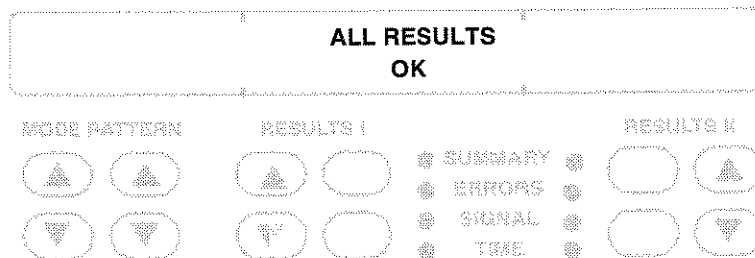 ALL RESULTS
OK
MODE PATTERN
RESULTS I
RESULTS II
SUMMARY
ERRORS
SIGNAL
TIME